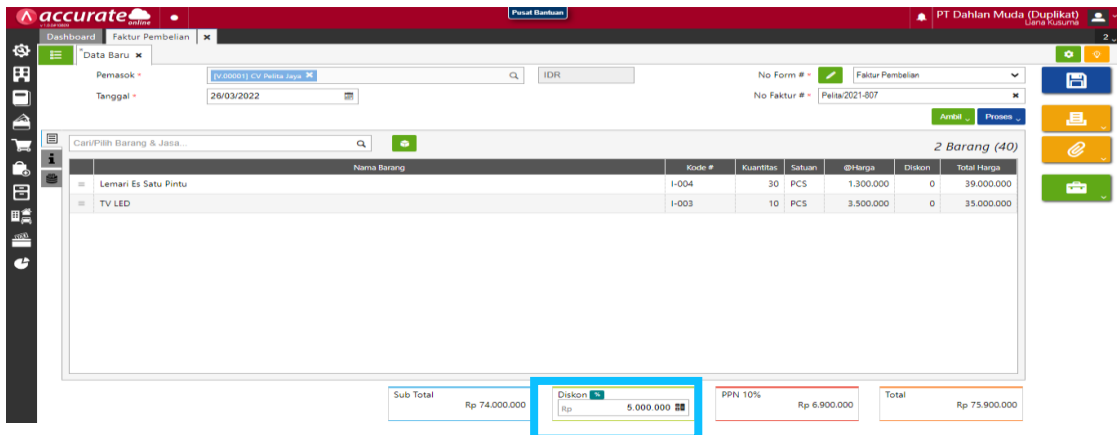 accurate online
Pusat Bantuan
PT Dahlan Muda (Duplikat)
Liana Kusuma
Dashboard
Faktur Pembelian
2
*Data Baru
Pemasok *
[V.00001] CV Pelita Jaya
IDR
No Form # *
Faktur Pembelian
Tanggal *
26/03/2022
No Faktur # *
Pelita/2021-807
Ambil
Proses
Cari/Pilih Barang & Jasa...
2 Barang (40)
Nama Barang Kode # Kuantitas Satuan @Harga Diskon Total Harga
Lemari Es Satu Pintu I-004 30 PCS 1.300.000 0 39.000.000
TV LED I-003 10 PCS 3.500.000 0 35.000.000
Sub Total
Rp 74.000.000
Diskon %
Rp 5.000.000
PPN 10%
Rp 6.900.000
Total
Rp 75.900.000